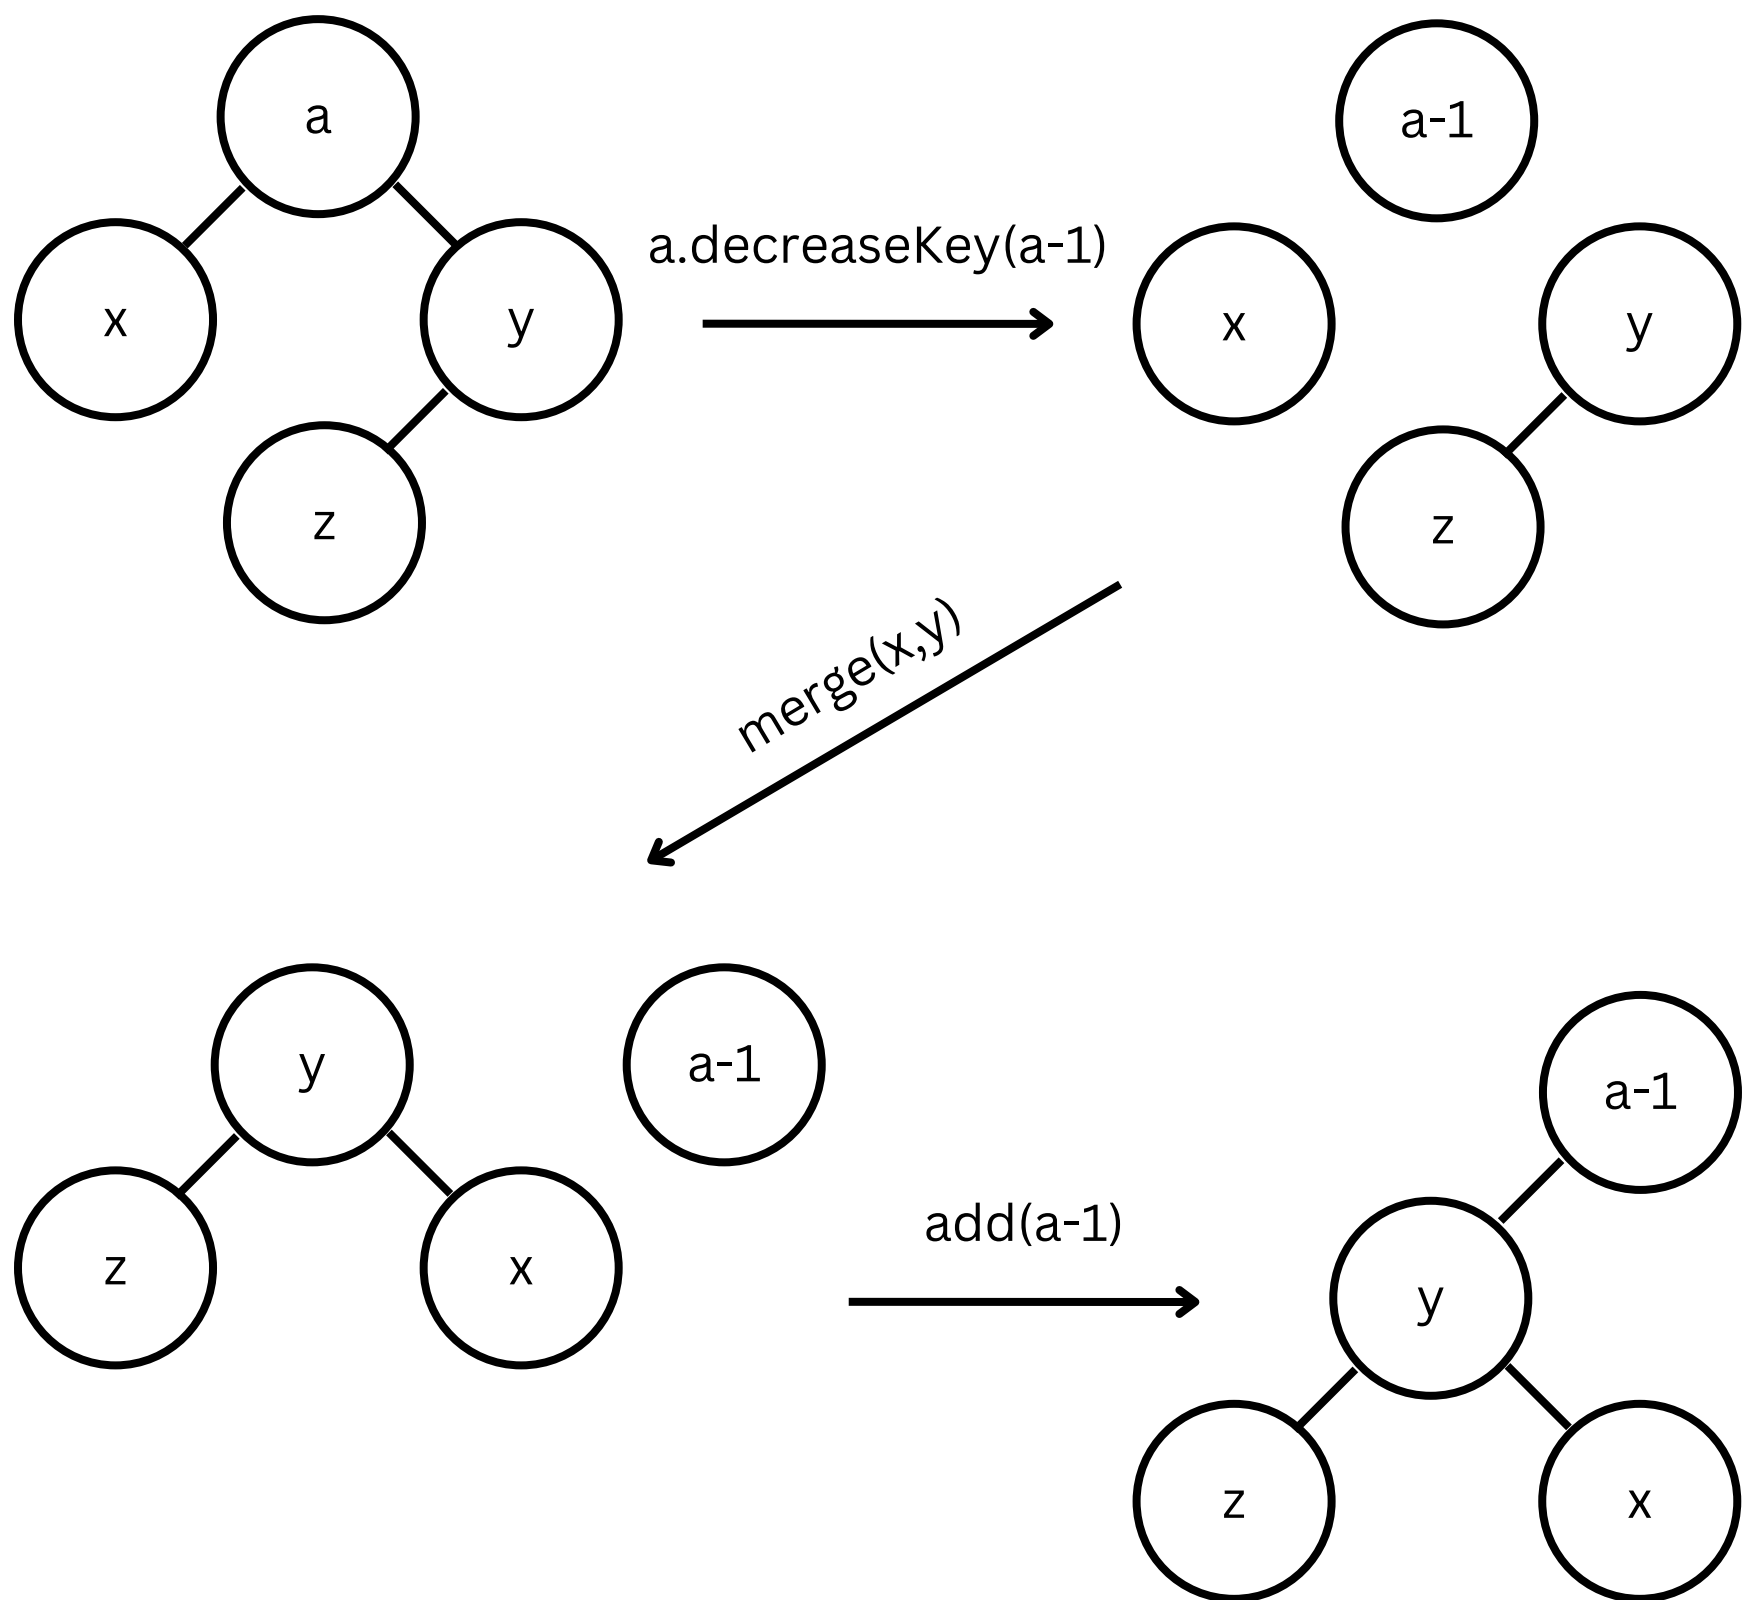 a
x
y
z
a.decreaseKey(a-1)
a-1
x
y
z
merge(x,y)
y
a-1
z
x
add(a-1)
a-1
y
z
x